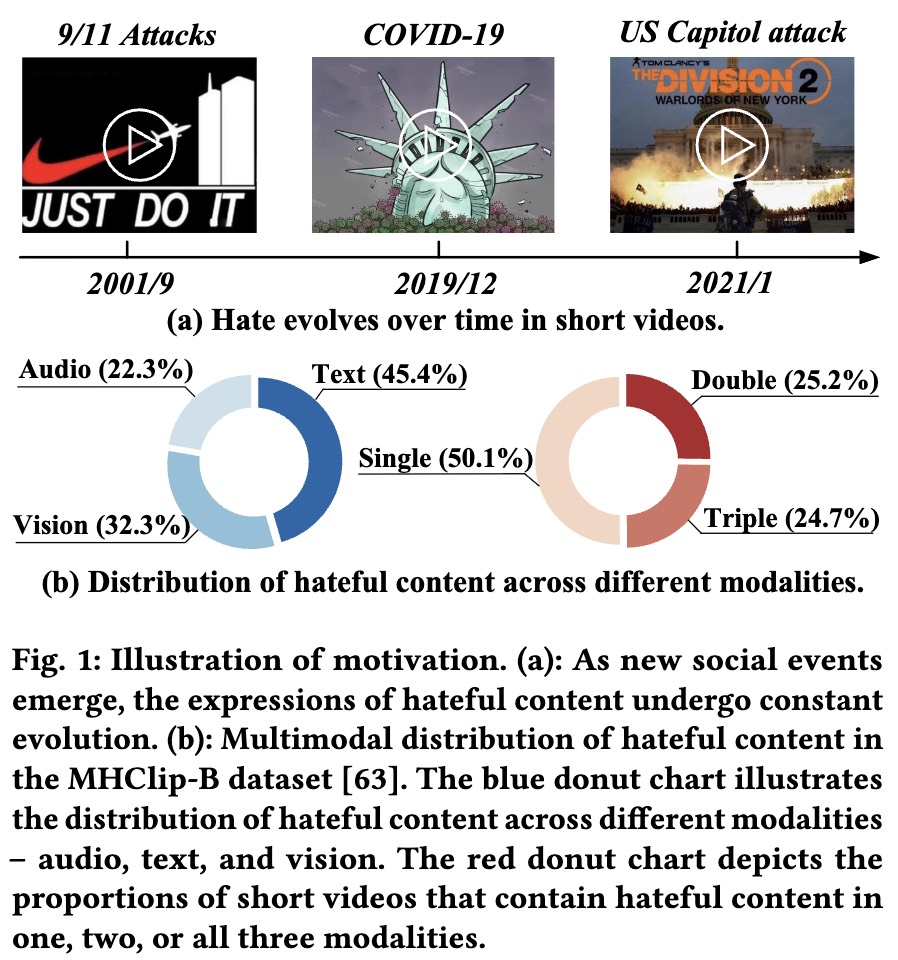 9/11 Attacks
COVID-19
US Capitol attack
JUST DO IT
TOM CLANCY'S
THE DIVISION 2
WARLORDS OF NEW YORK
2001/9
2019/12
2021/1
(a) Hate evolves over time in short videos.
Audio (22.3%)
Text (45.4%)
Vision (32.3%)
Single (50.1%)
Double (25.2%)
Triple (24.7%)
(b) Distribution of hateful content across different modalities.
Fig. 1: Illustration of motivation. (a): As new social events
emerge, the expressions of hateful content undergo constant
evolution. (b): Multimodal distribution of hateful content in
the MHClip-B dataset [63]. The blue donut chart illustrates
the distribution of hateful content across different modalities
– audio, text, and vision. The red donut chart depicts the
proportions of short videos that contain hateful content in
one, two, or all three modalities.